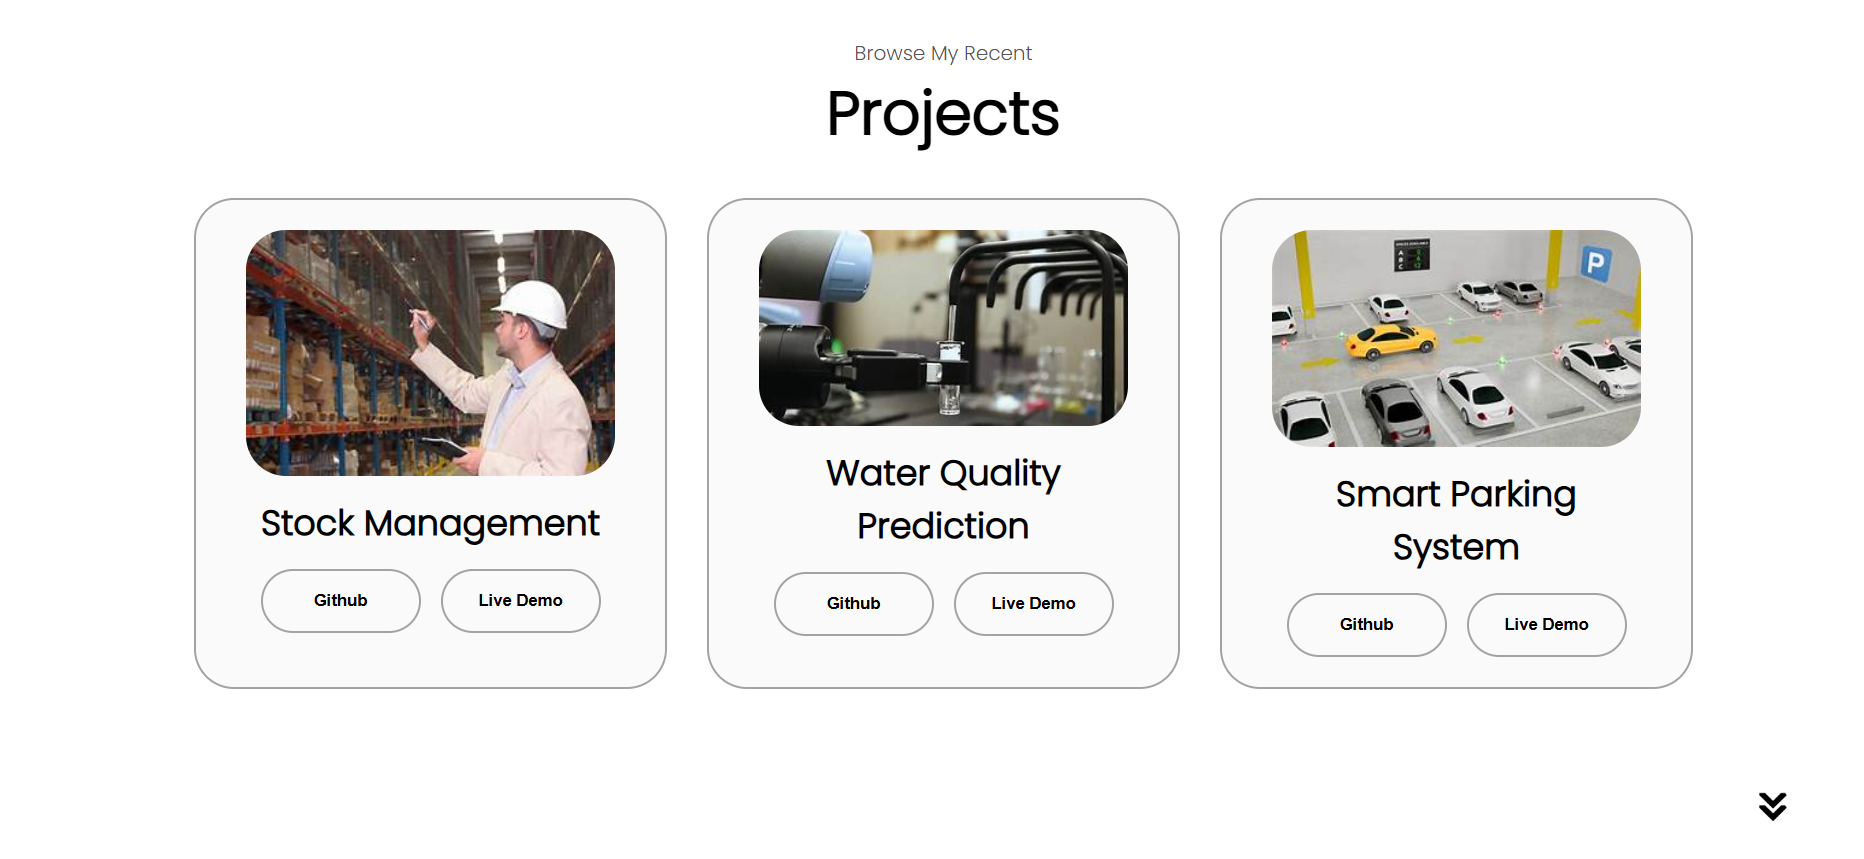 Browse My Recent
Projects
P
A
B
C
Stock Management
Water Quality
Prediction
Smart Parking
System
Github
Live Demo
Github
Live Demo
Github
Live Demo